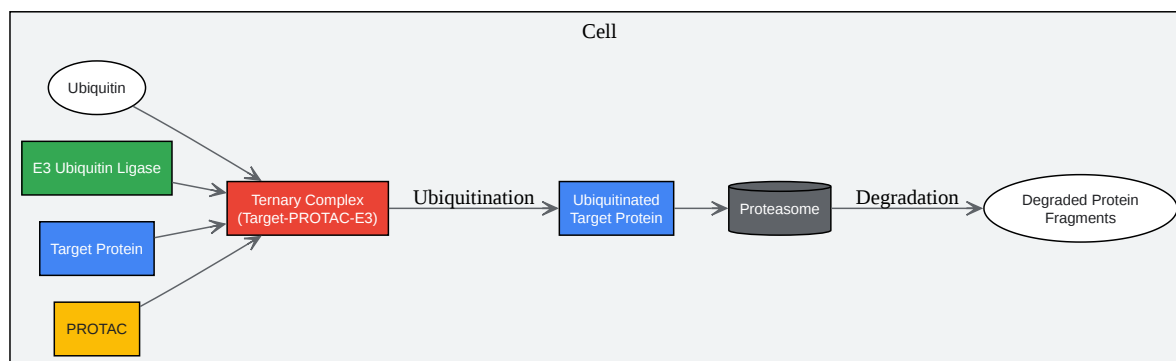 Cell
Ubiquitin
E3 Ubiquitin Ligase
Target Protein
PROTAC
Ternary Complex
(Target-PROTAC-E3)
Ubiquitination
Ubiquitinated
Target Protein
Proteasome
Degradation
Degraded Protein
Fragments